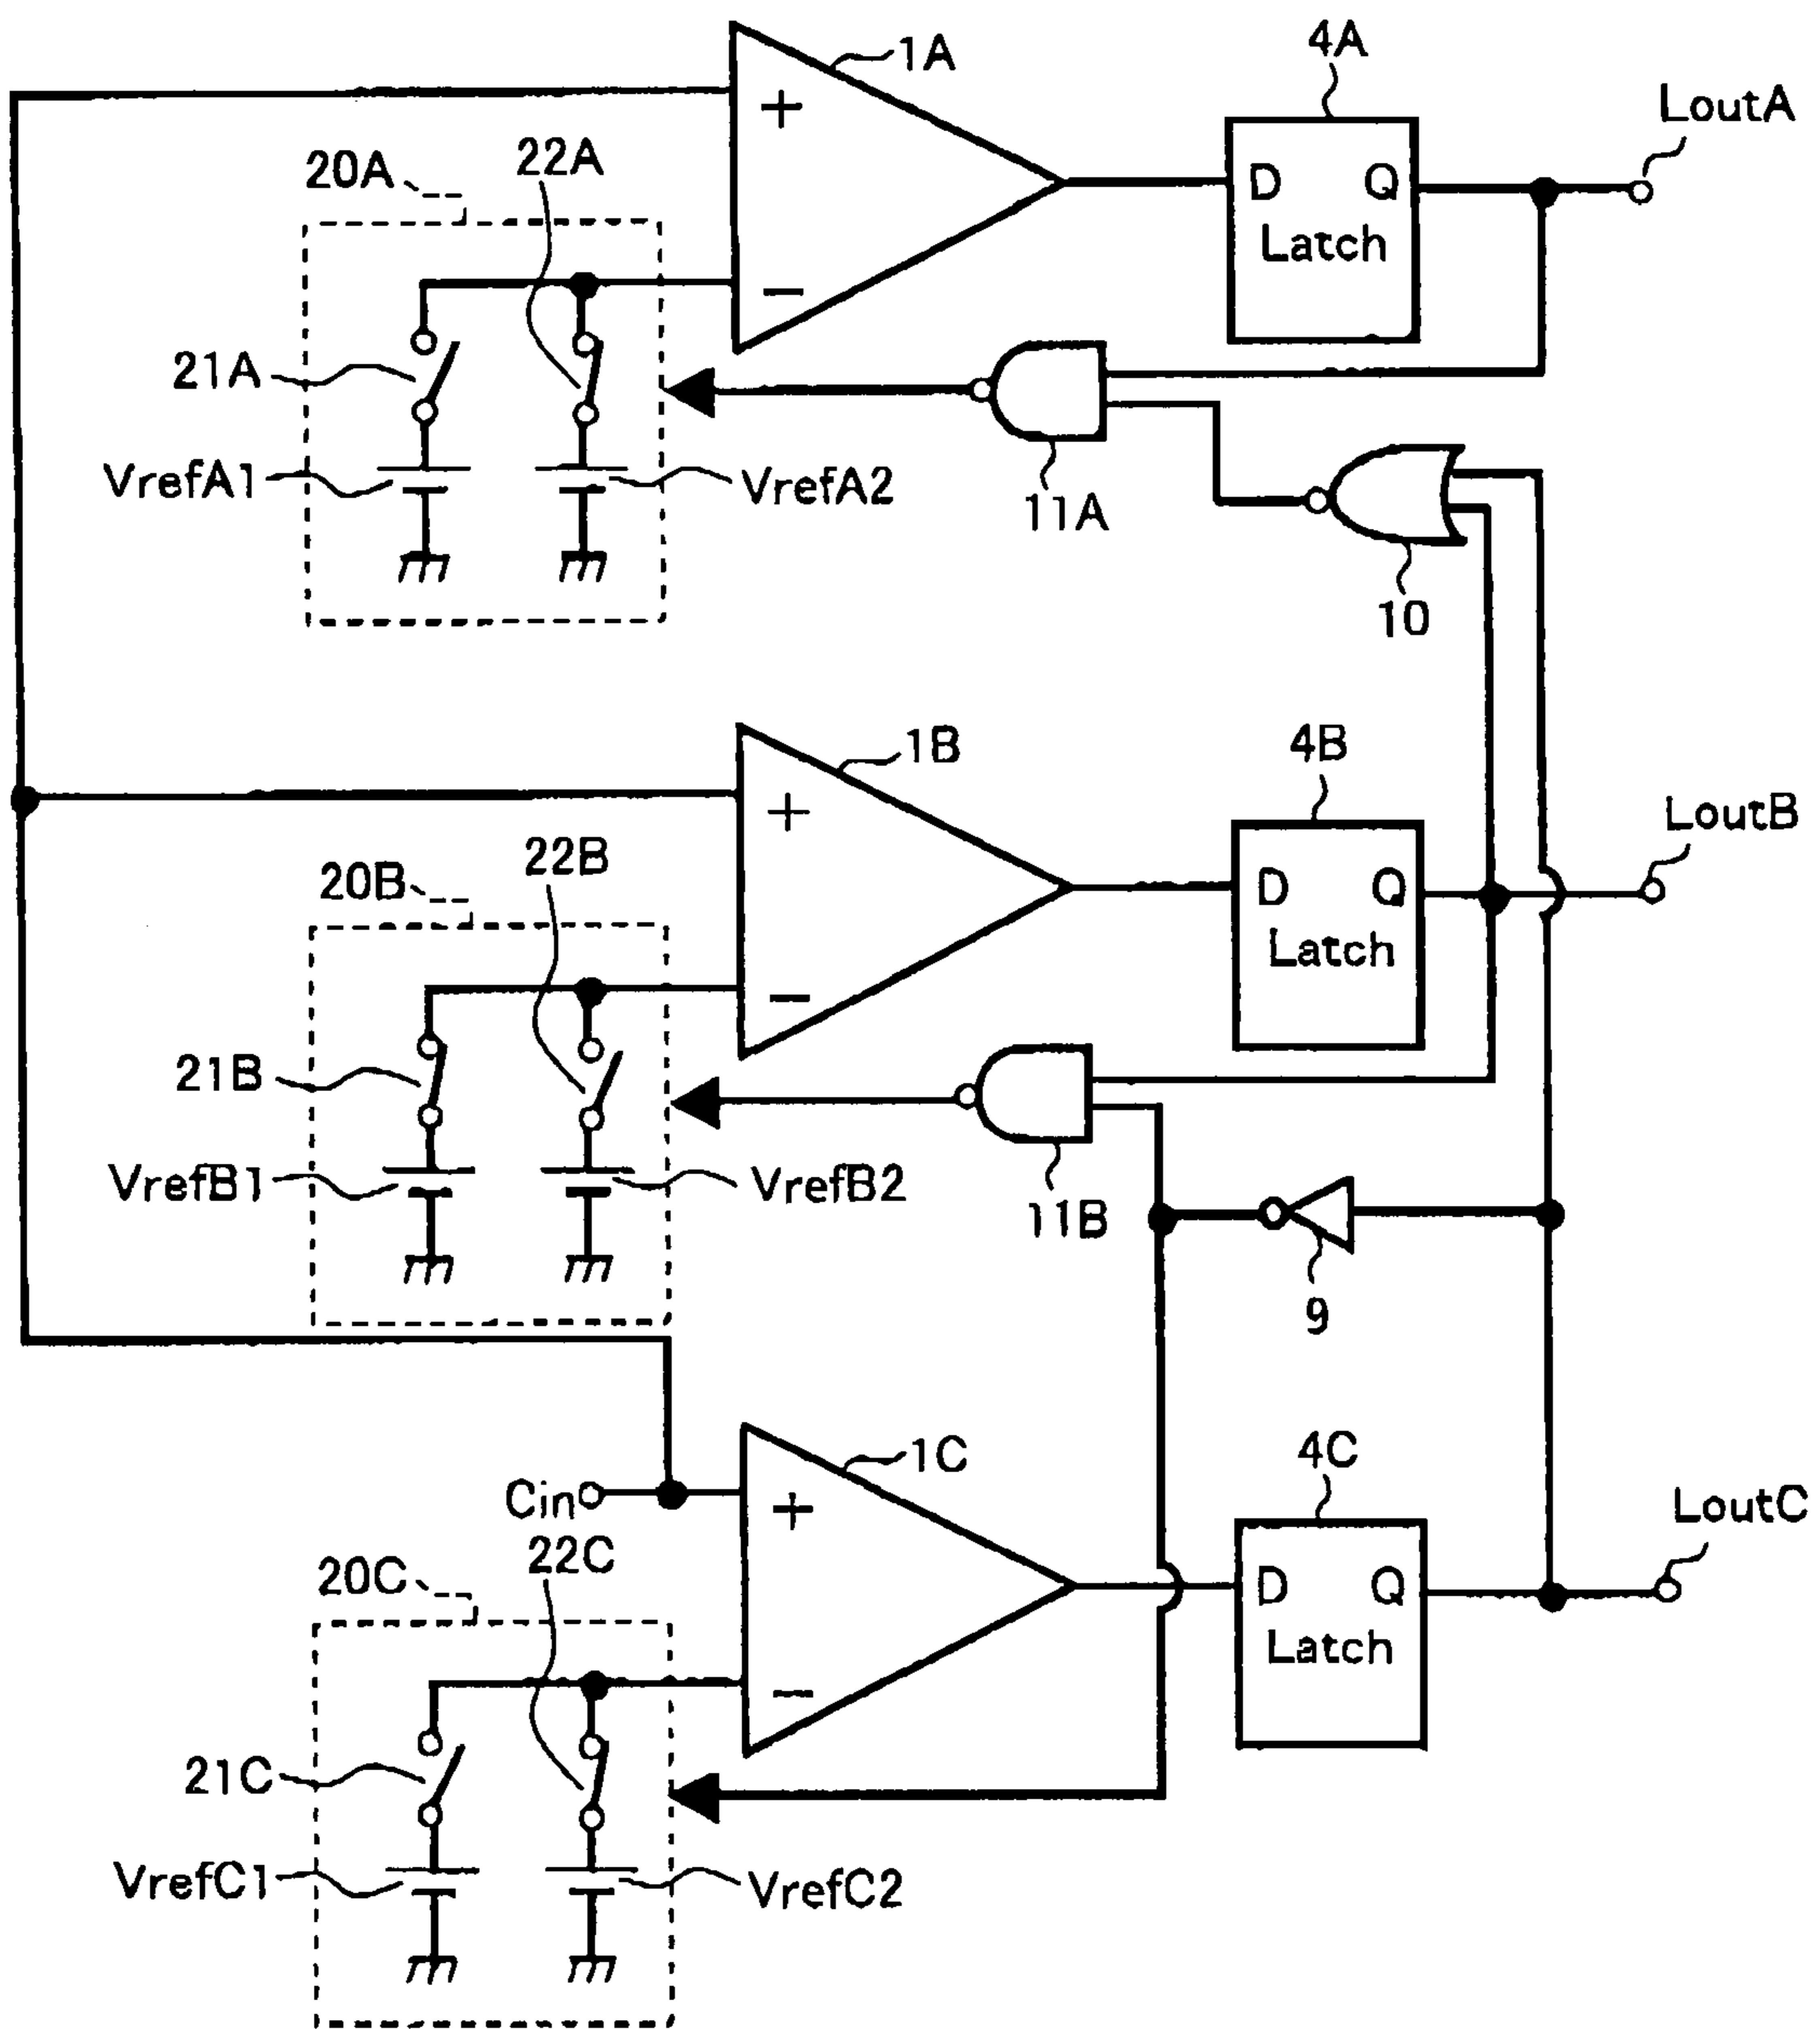 1A
4A
LoutA
+
D Q
Latch
20A
22A
−
21A
VrefA1
VrefA2
11A
10
1B
4B
LoutB
+
D Q
Latch
20B
22B
−
21B
VrefB1
VrefB2
11B
9
1C
4C
LoutC
Cin
+
D Q
Latch
20C
22C
−
21C
VrefC1
VrefC2